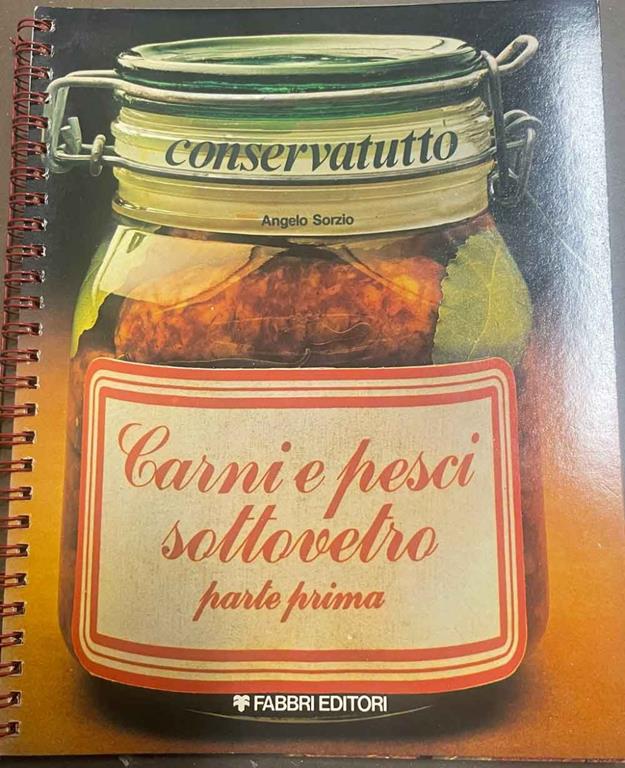 conservatutto
Angelo Sorzio
Carni e pesci
sottovetro
parte prima
FABBRI EDITORI